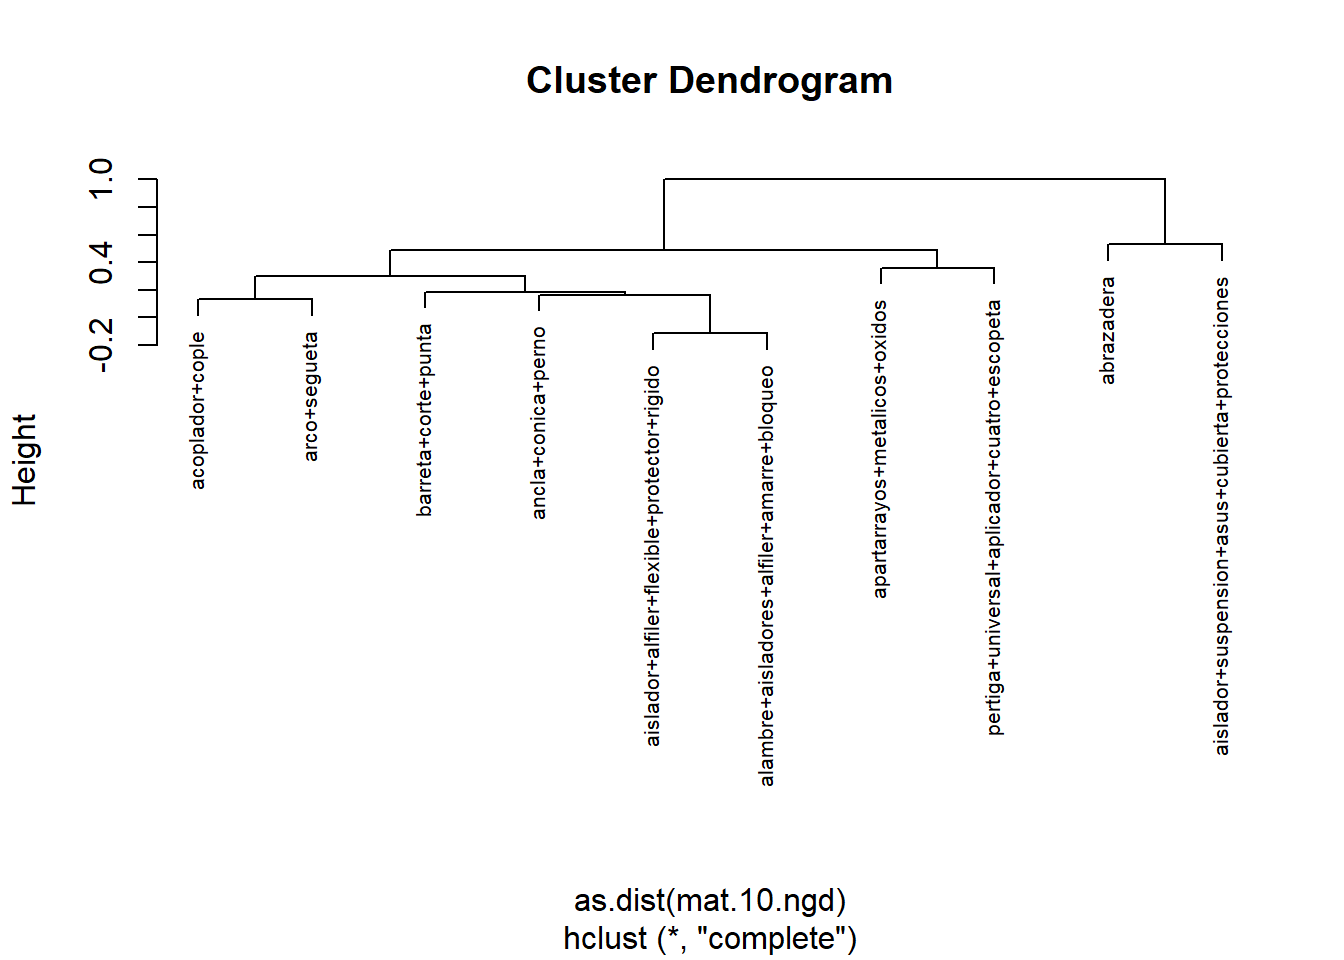 Cluster Dendrogram
Height
1.0
0.4
-0.2
acoplador+cople
arco+segueta
barreta+corte+punta
ancla+conica+perno
aislador+alfiler+flexible+protector+rigido
alambre+aisladores+alfiler+amarre+bloqueo
apartarrayos+metalicos+oxidos
pertiga+universal+aplicador+cuatro+escopeta
abrazadera
aislador+suspension+asus+cubierta+protecciones
as.dist(mat.10.ngd)
hclust (*, "complete")